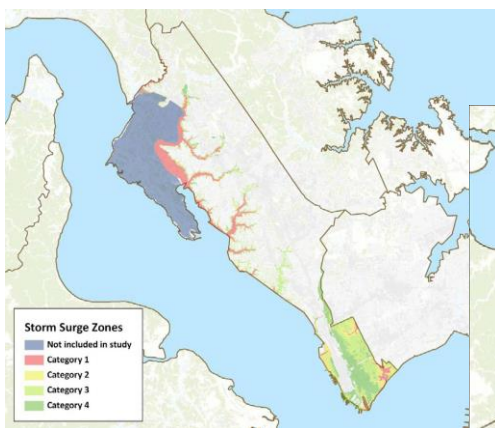 Storm Surge Zones
Not included in study
Category 1
Category 2
Category 3
Category 4